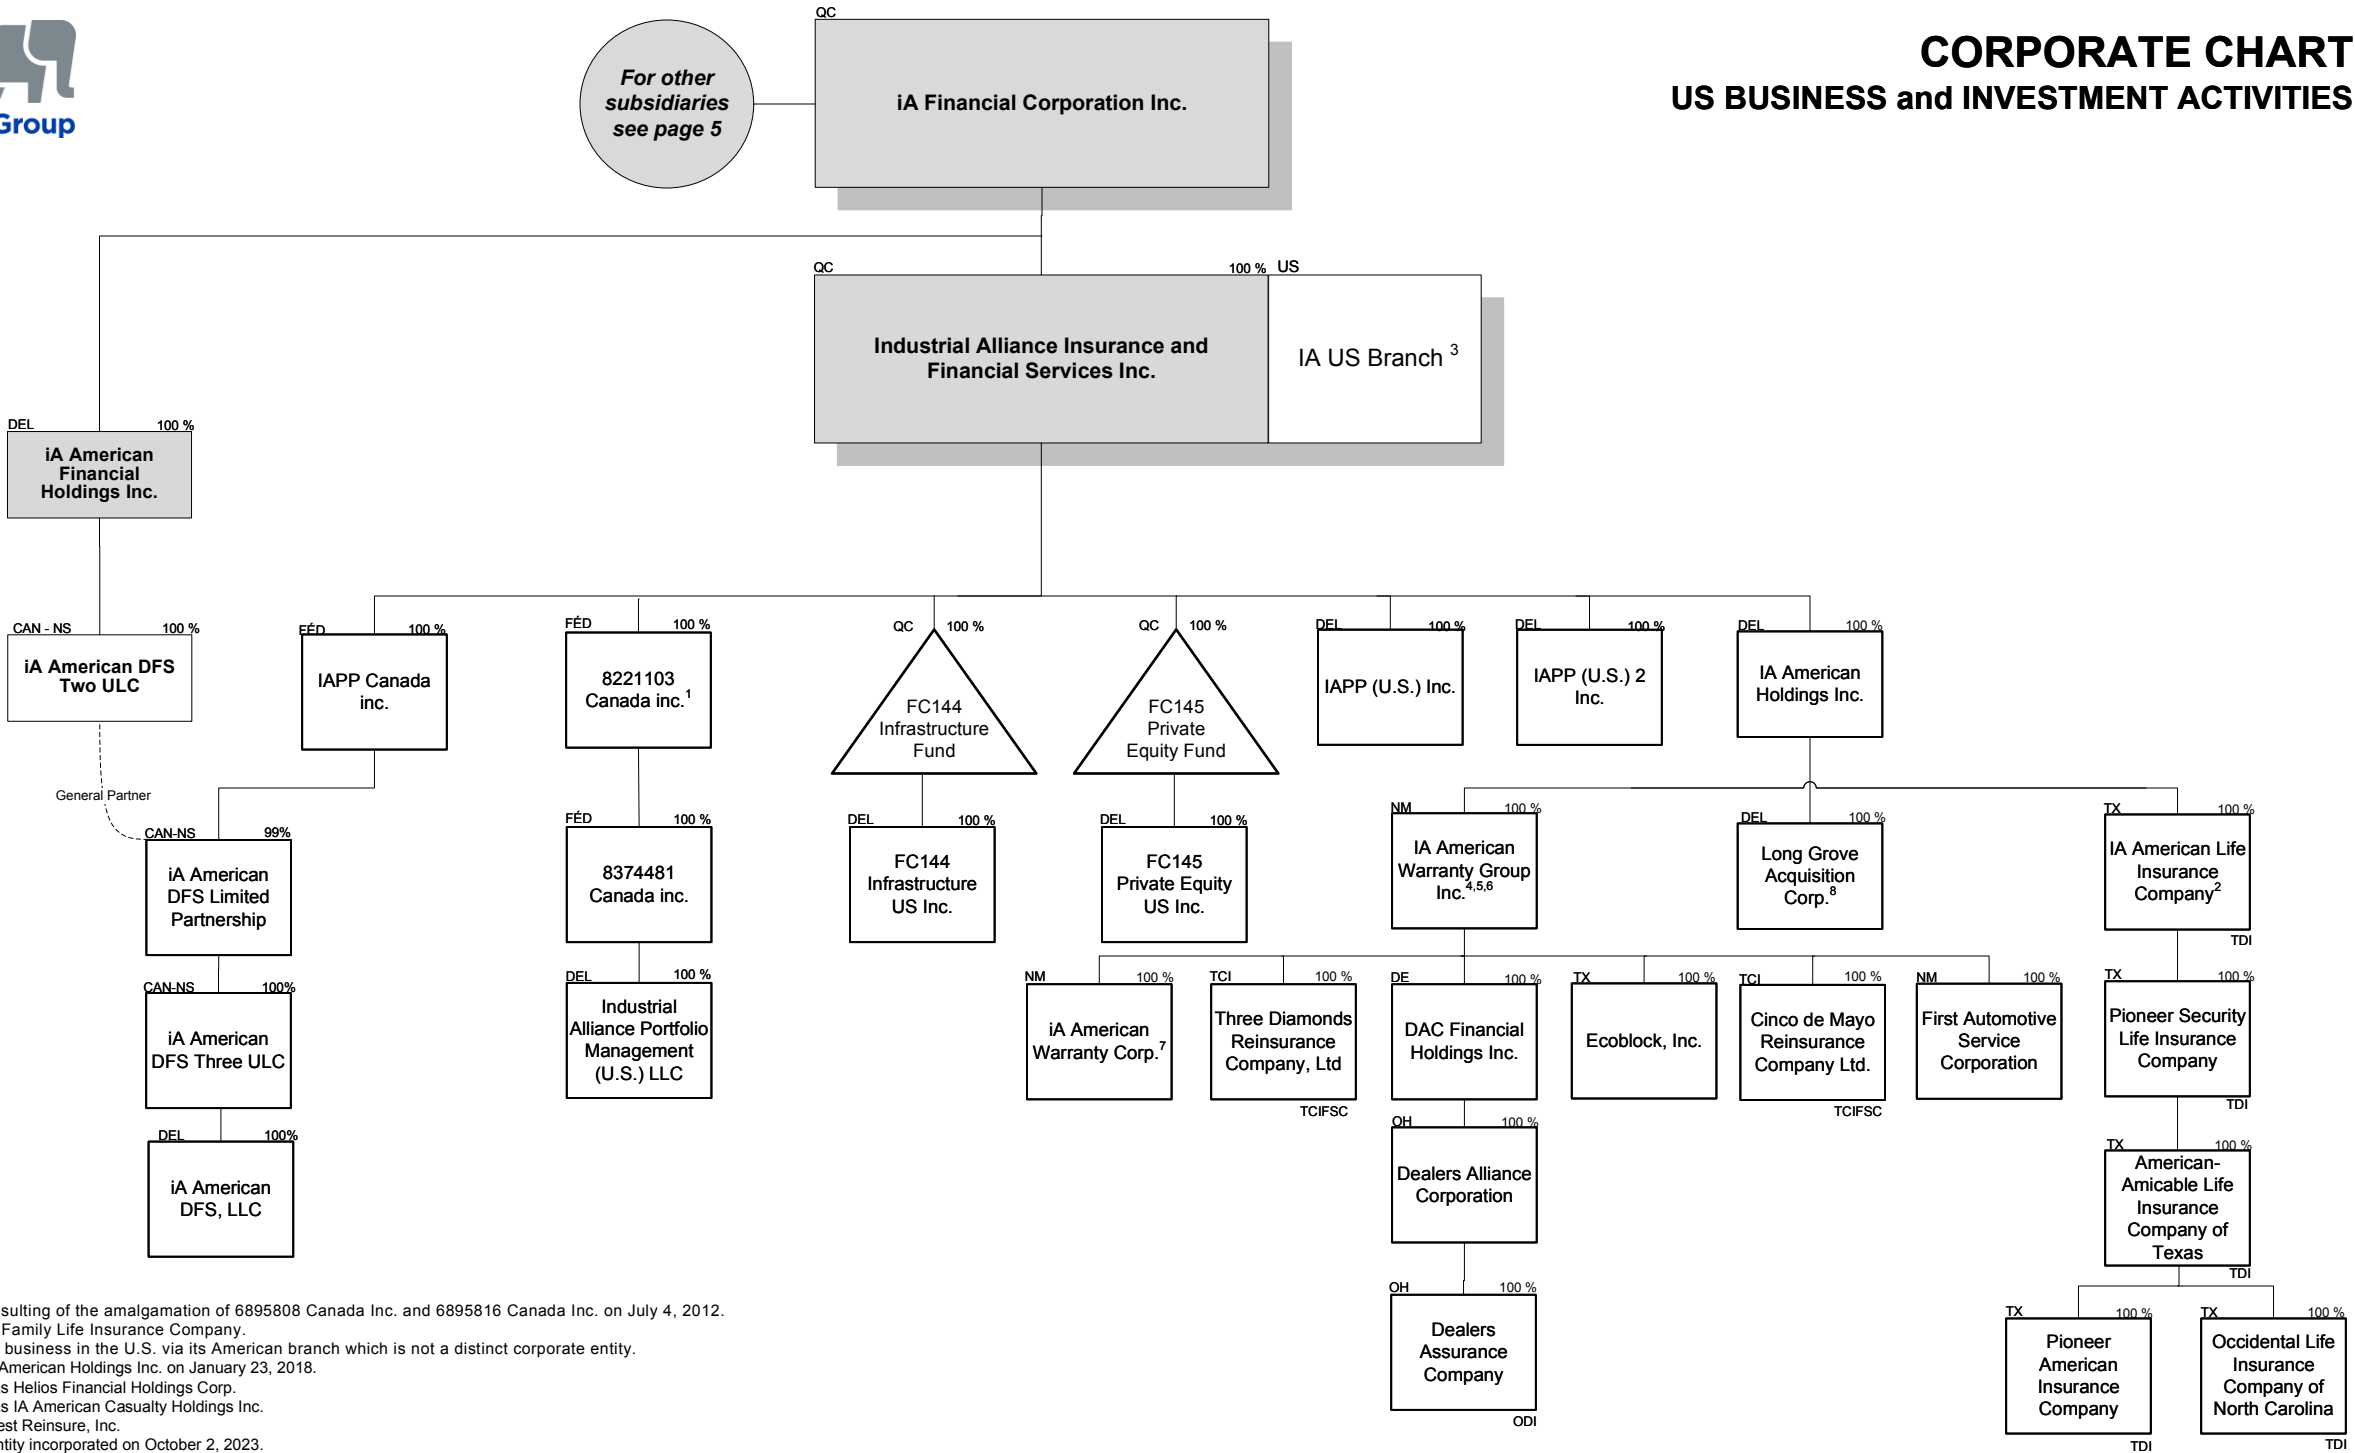 Group
CORPORATE CHART
US BUSINESS and INVESTMENT ACTIVITIES
For other
subsidiaries
see page 5
QC
iA Financial Corporation Inc.
QC 100 %
Industrial Alliance Insurance and
Financial Services Inc.
US
IA US Branch 3
DEL 100 %
iA American
Financial
Holdings Inc.
CAN - NS 100 %
iA American DFS
Two ULC
General Partner
FÉD 100 %
IAPP Canada
inc.
FÉD 100 %
8221103
Canada inc.1
QC 100 %
FC144
Infrastructure
Fund
QC 100 %
FC145
Private
Equity Fund
DEL 100 %
IAPP (U.S.) Inc.
DEL 100 %
IAPP (U.S.) 2
Inc.
DEL 100 %
IA American
Holdings Inc.
CAN-NS 99%
iA American
DFS Limited
Partnership
FÉD 100 %
8374481
Canada inc.
DEL 100 %
FC144
Infrastructure
US Inc.
DEL 100 %
FC145
Private Equity
US Inc.
NM 100 %
IA American
Warranty Group
Inc.4,5,6
DEL 100 %
Long Grove
Acquisition
Corp.8
TX 100 %
IA American Life
Insurance
Company2
TDI
CAN-NS 100%
iA American
DFS Three ULC
DEL 100 %
Industrial
Alliance Portfolio
Management
(U.S.) LLC
NM 100 %
iA American
Warranty Corp.7
TCI 100 %
Three Diamonds
Reinsurance
Company, Ltd
TCIFSC
DE 100 %
DAC Financial
Holdings Inc.
TX 100 %
Ecoblock, Inc.
TCI 100 %
Cinco de Mayo
Reinsurance
Company Ltd.
TCIFSC
NM 100 %
First Automotive
Service
Corporation
TX 100 %
Pioneer Security
Life Insurance
Company
TDI
DEL 100%
iA American
DFS, LLC
OH 100 %
Dealers Alliance
Corporation
TX 100 %
American-
Amicable Life
Insurance
Company of
Texas
TDI
OH 100 %
Dealers
Assurance
Company
ODI
TX 100 %
Pioneer
American
Insurance
Company
TDI
TX 100 %
Occidental Life
Insurance
Company of
North Carolina
TDI
sulting of the amalgamation of 6895808 Canada Inc. and 6895816 Canada Inc. on July 4, 2012.
Family Life Insurance Company.
business in the U.S. via its American branch which is not a distinct corporate entity.
American Holdings Inc. on January 23, 2018.
s Helios Financial Holdings Corp.
s IA American Casualty Holdings Inc.
est Reinsure, Inc.
ntity incorporated on October 2, 2023.